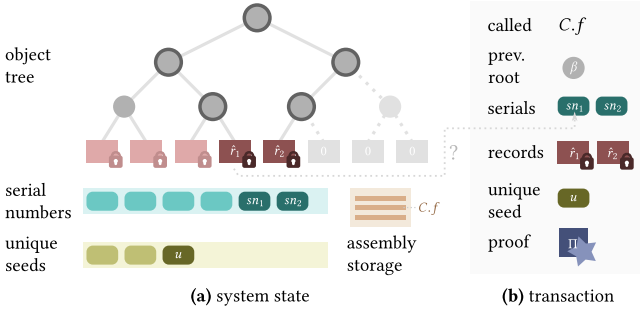 object
tree
r̂₁ r̂₂ 0 0 0
serial
numbers
sn₁ sn₂
unique
seeds
u
C.f
assembly
storage
(a) system state
?
called C.f
prev.
root
β
serials sn₁ sn₂
records r̂₁ r̂₂
unique
seed
u
proof Π
(b) transaction